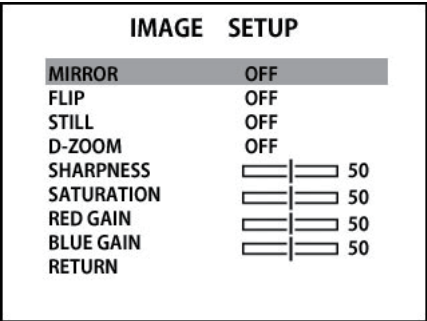 IMAGE SETUP
MIRROR OFF
FLIP OFF
STILL OFF
D-ZOOM OFF
SHARPNESS 50
SATURATION 50
RED GAIN 50
BLUE GAIN 50
RETURN